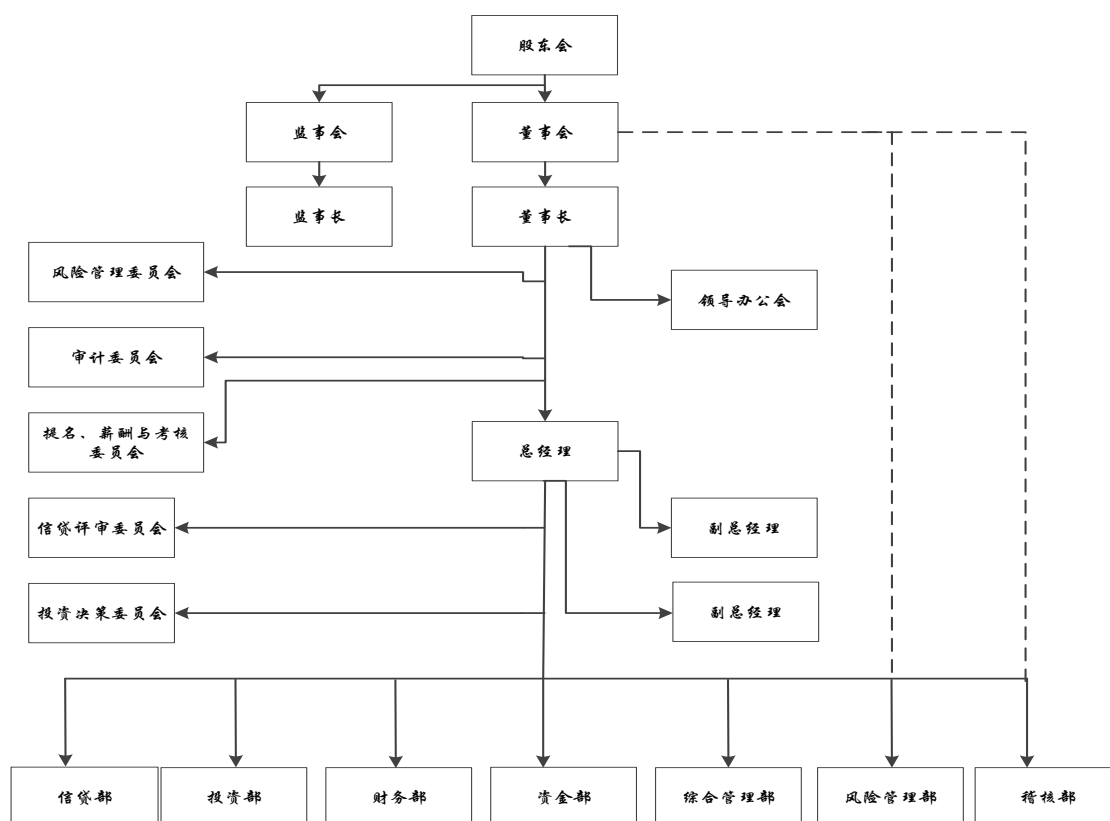 股东会
监事会
董事会
监事长
董事长
风险管理委员会
领导办公会
审计委员会
提名、薪酬与考核
委员会
总经理
信贷评审委员会
副总经理
投资决策委员会
副总经理
信贷部
投资部
财务部
资金部
综合管理部
风险管理部
稽核部